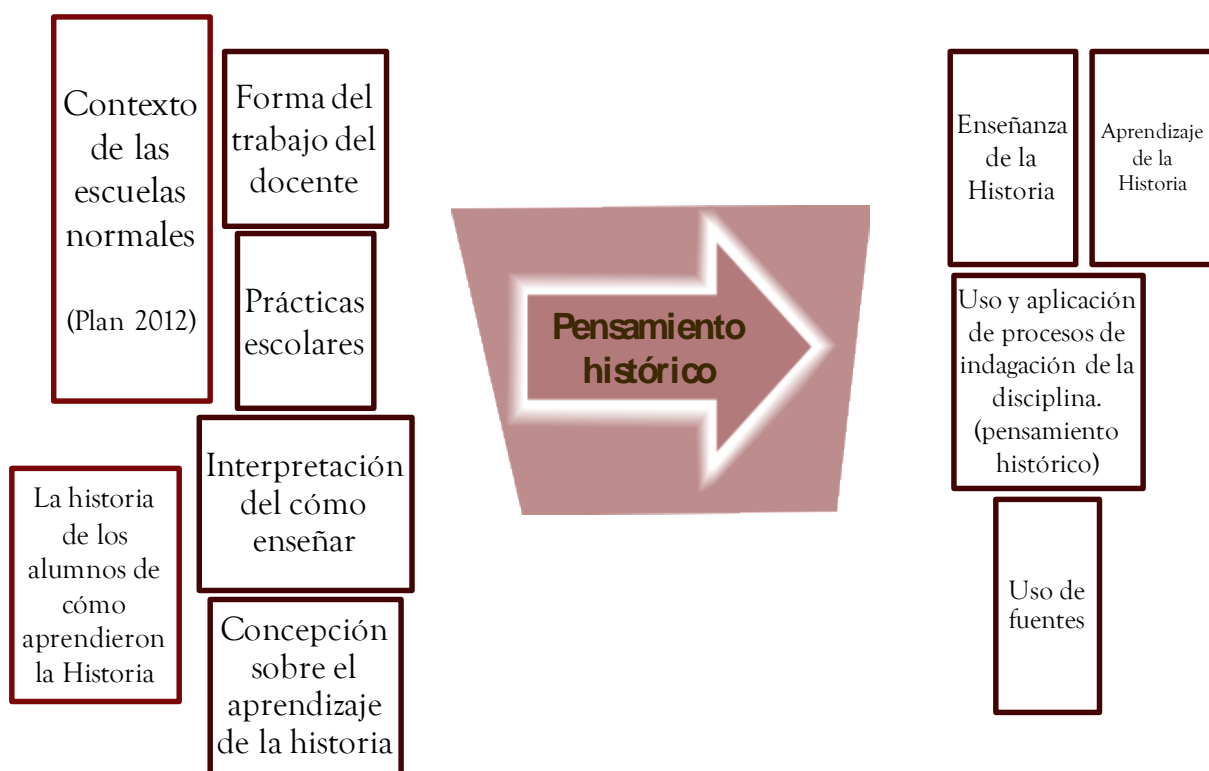 Contexto
de las
escuelas
normales
(Plan 2012)
Forma del
trabajo del
docente
Prácticas
escolares
Interpretación
del cómo
enseñar
La historia
de los
alumnos de
cómo
aprendieron
la Historia
Concepción
sobre el
aprendizaje
de la historia
Pensamiento
histórico
Enseñanza
de la
Historia
Aprendizaje
de la
Historia
Uso y aplicación
de procesos de
indagación de la
disciplina.
(pensamiento
histórico)
Uso de
fuentes